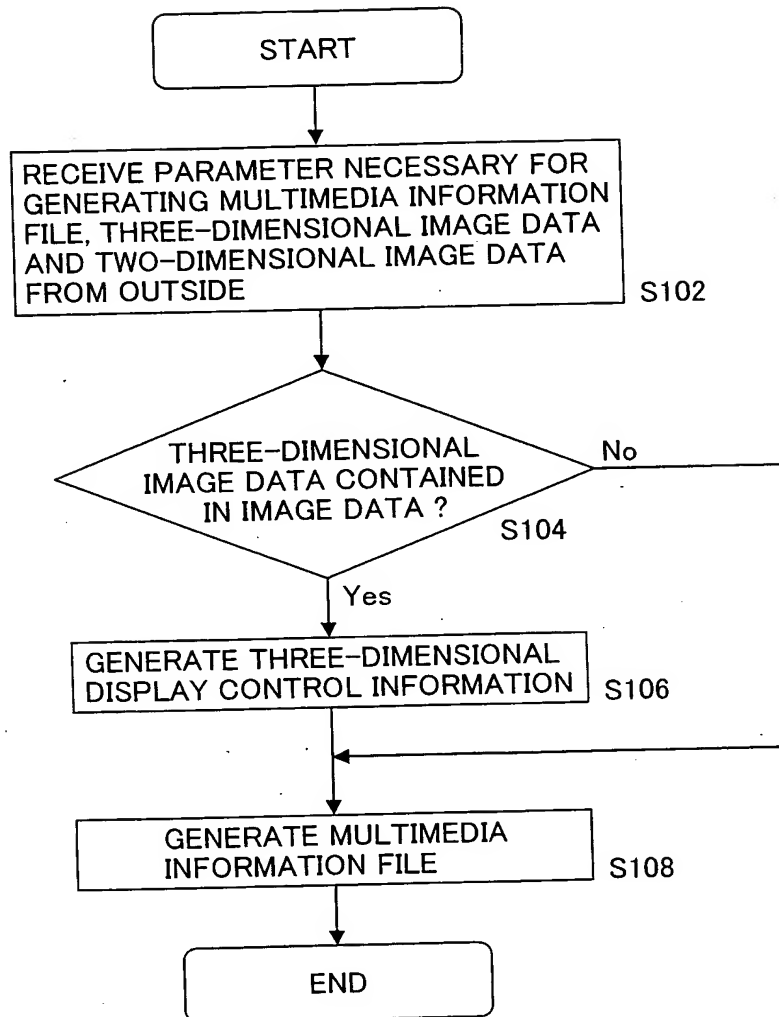 START
RECEIVE PARAMETER NECESSARY FOR
GENERATING MULTIMEDIA INFORMATION
FILE, THREE-DIMENSIONAL IMAGE DATA
AND TWO-DIMENSIONAL IMAGE DATA
FROM OUTSIDE
S102
THREE-DIMENSIONAL
IMAGE DATA CONTAINED
IN IMAGE DATA ?
No
S104
Yes
GENERATE THREE-DIMENSIONAL
DISPLAY CONTROL INFORMATION
S106
GENERATE MULTIMEDIA
INFORMATION FILE
S108
END